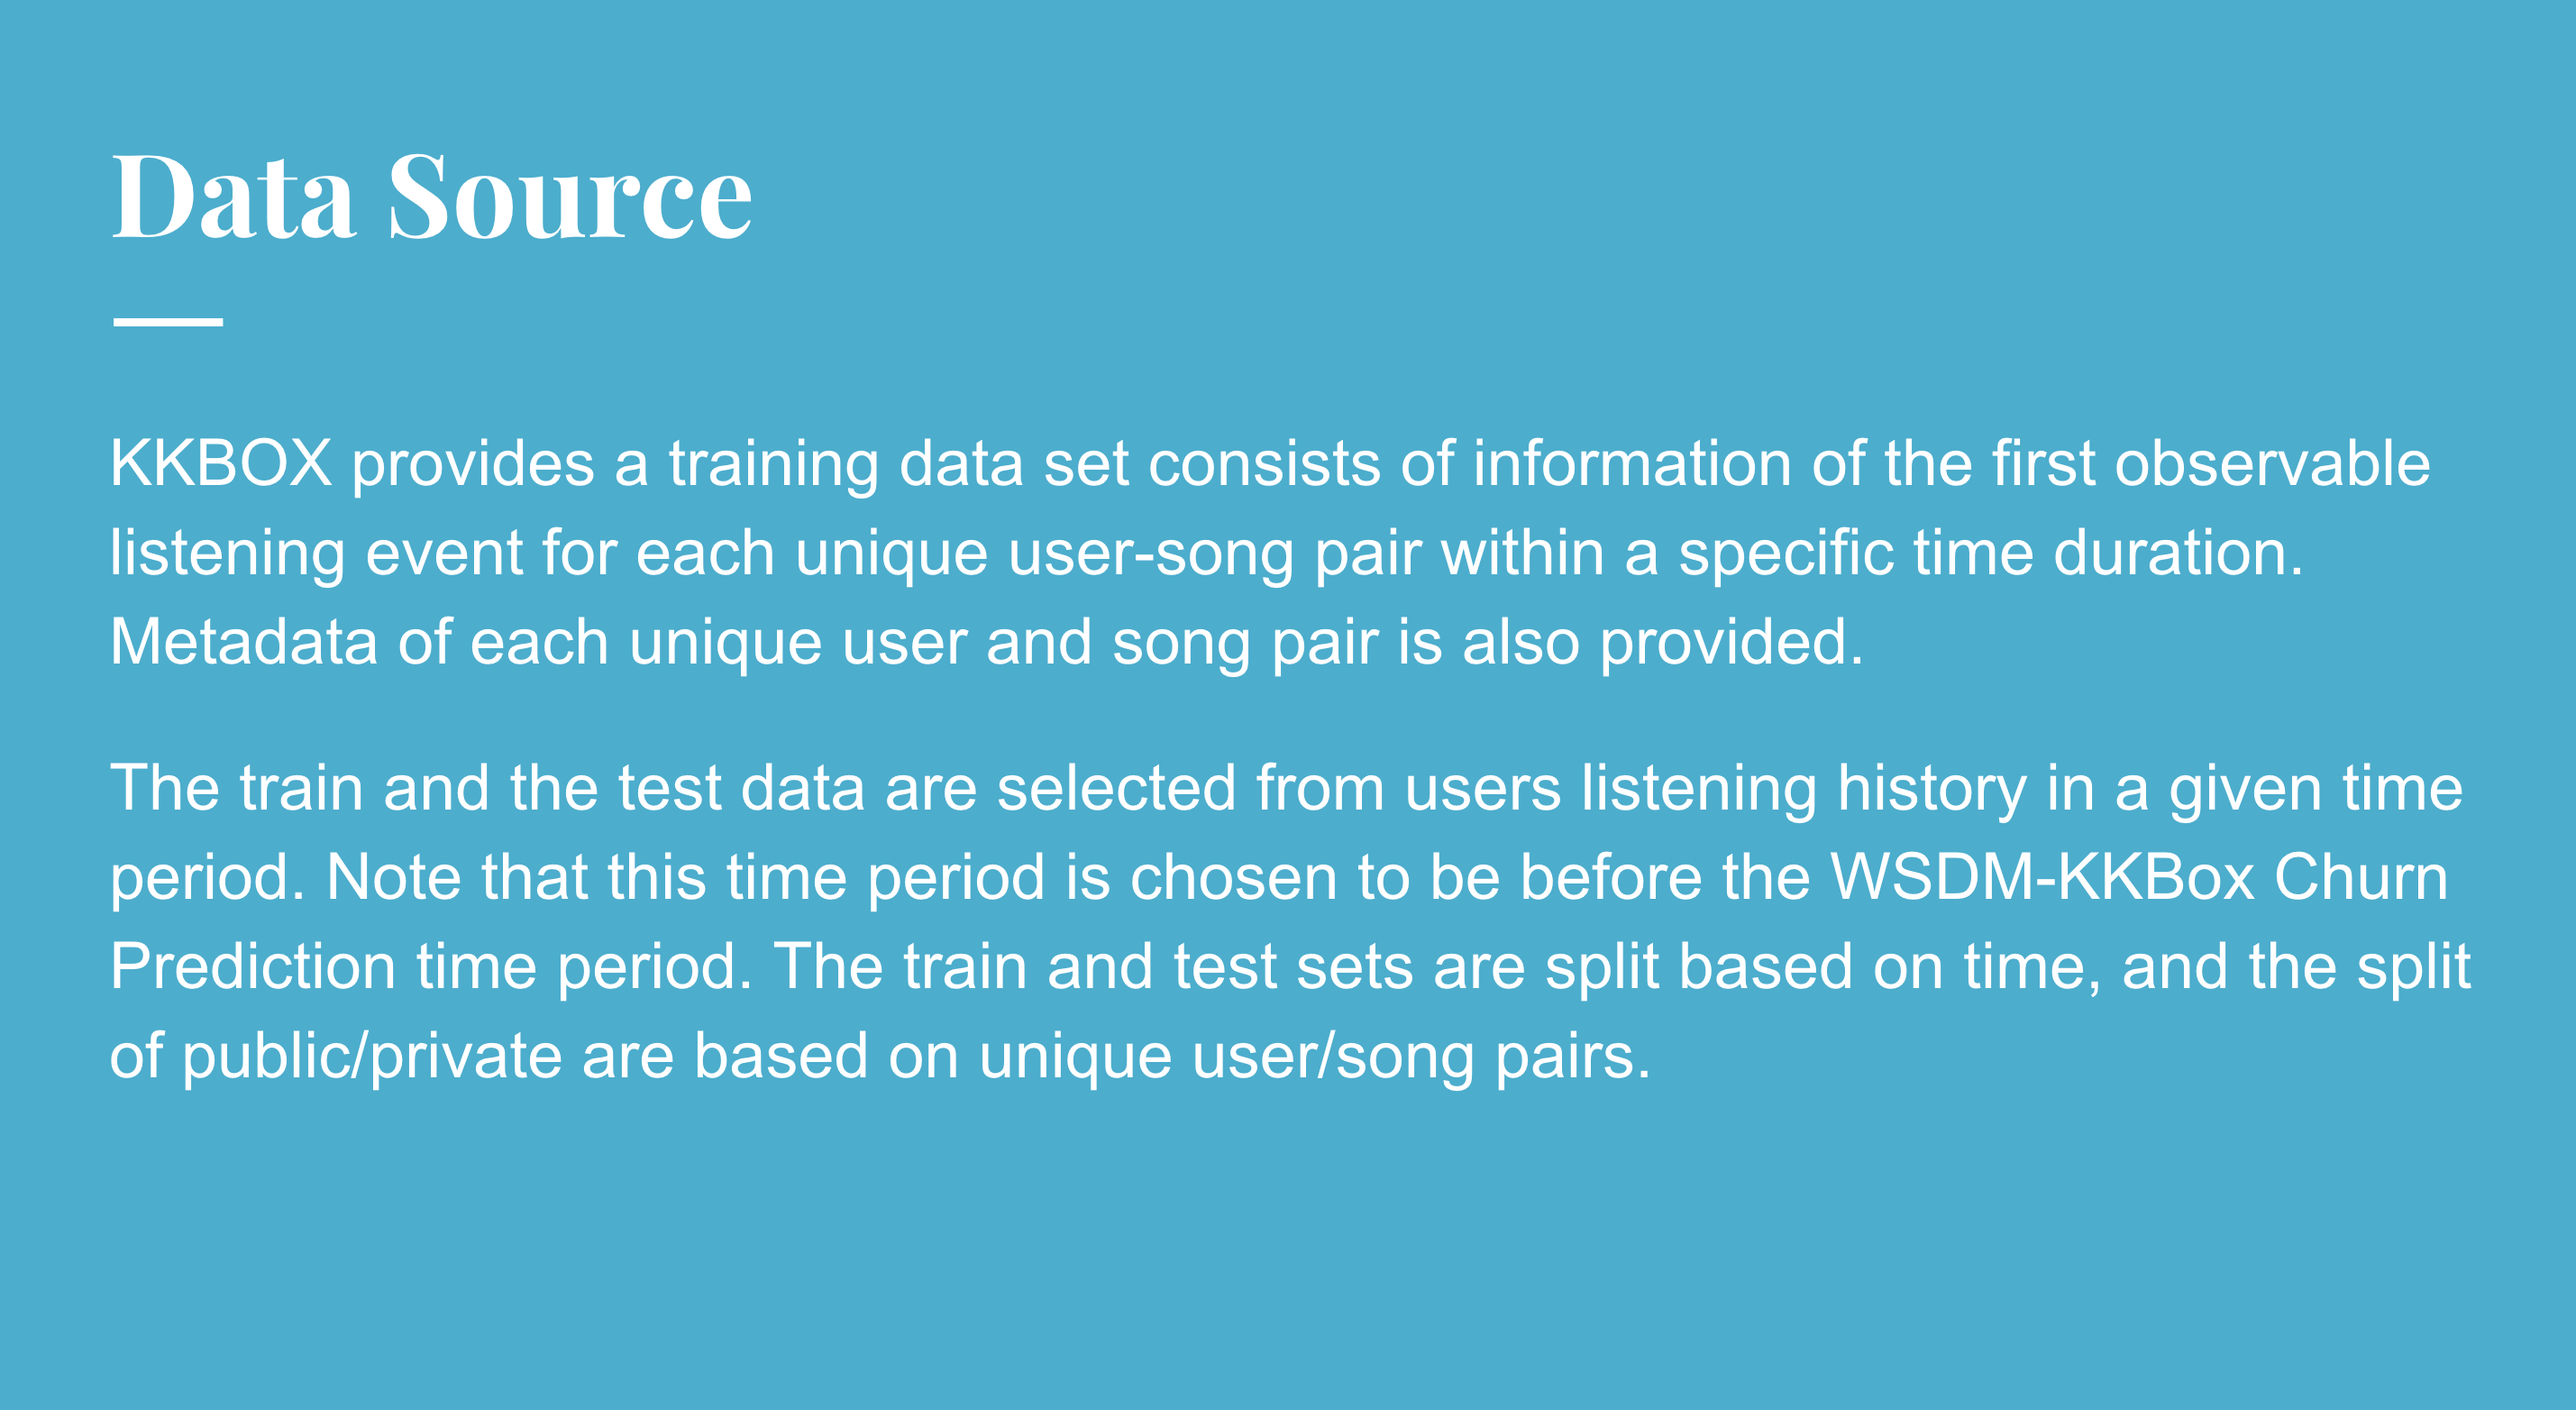 Data Source
KKBOX provides a training data set consists of information of the first observable
listening event for each unique user-song pair within a specific time duration.
Metadata of each unique user and song pair is also provided.
The train and the test data are selected from users listening history in a given time
period. Note that this time period is chosen to be before the WSDM-KKBox Churn
Prediction time period. The train and test sets are split based on time, and the split
of public/private are based on unique user/song pairs.